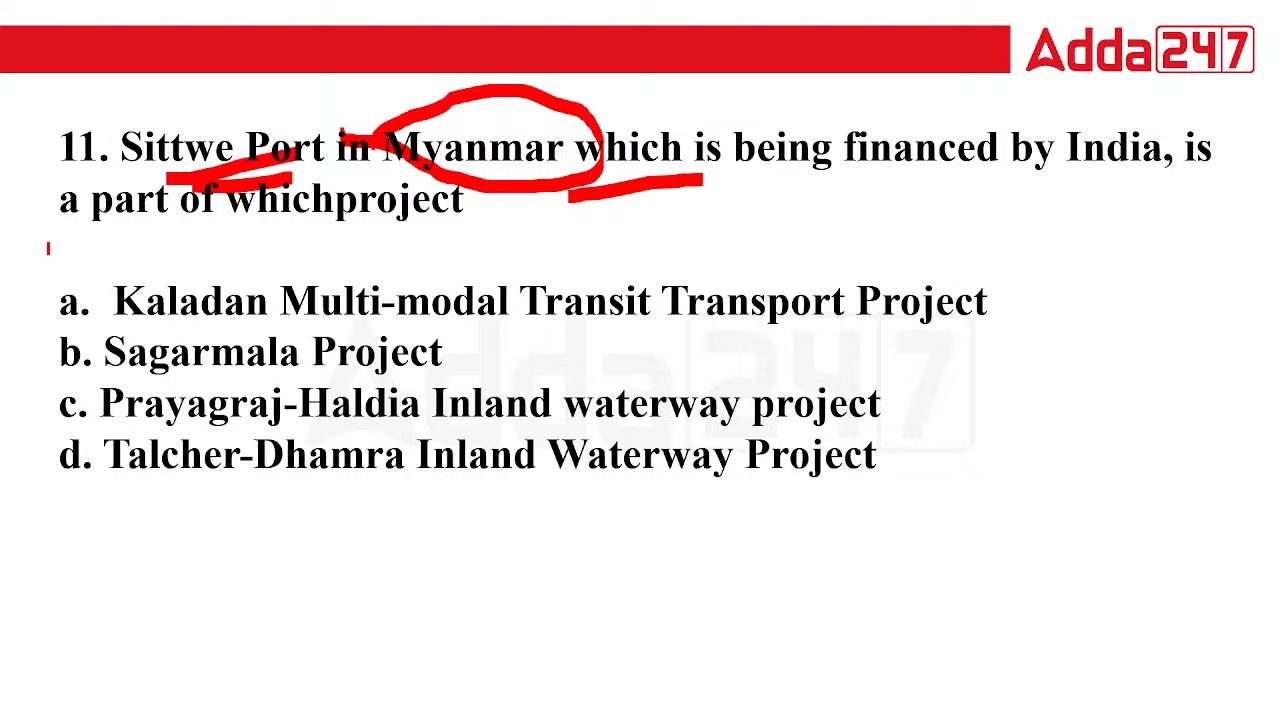 Adda247
11. Sittwe Port in Myanmar which is being financed by India, is
a part of whichproject
a. Kaladan Multi-modal Transit Transport Project
b. Sagarmala Project
c. Prayagraj-Haldia Inland waterway project
d. Talcher-Dhamra Inland Waterway Project
Adda247